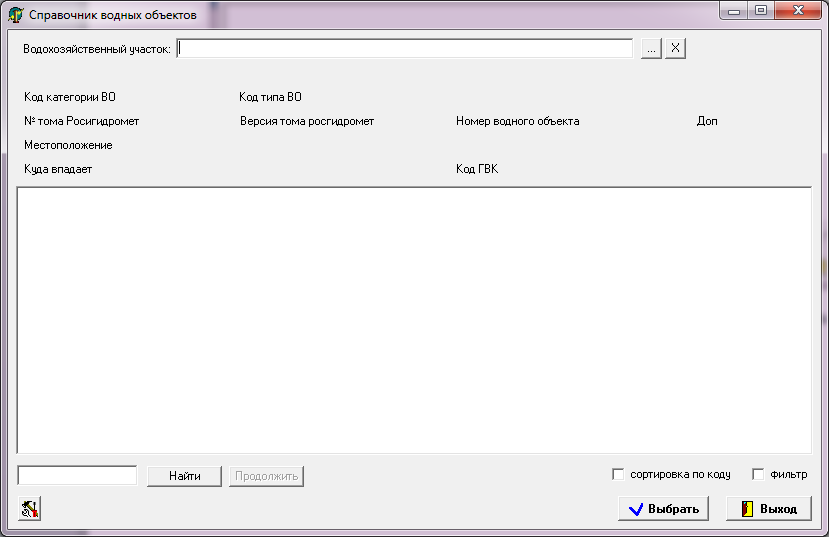 Справочник водных объектов
Водохозяйственный участок: ... X
Код категории ВО Код типа ВО
№ тома Росигидромет Версия тома росгидромет Номер водного объекта Доп
Местоположение
Куда впадает Код ГВК
Найти Продолжить сортировка по коду фильтр
Выбрать Выход